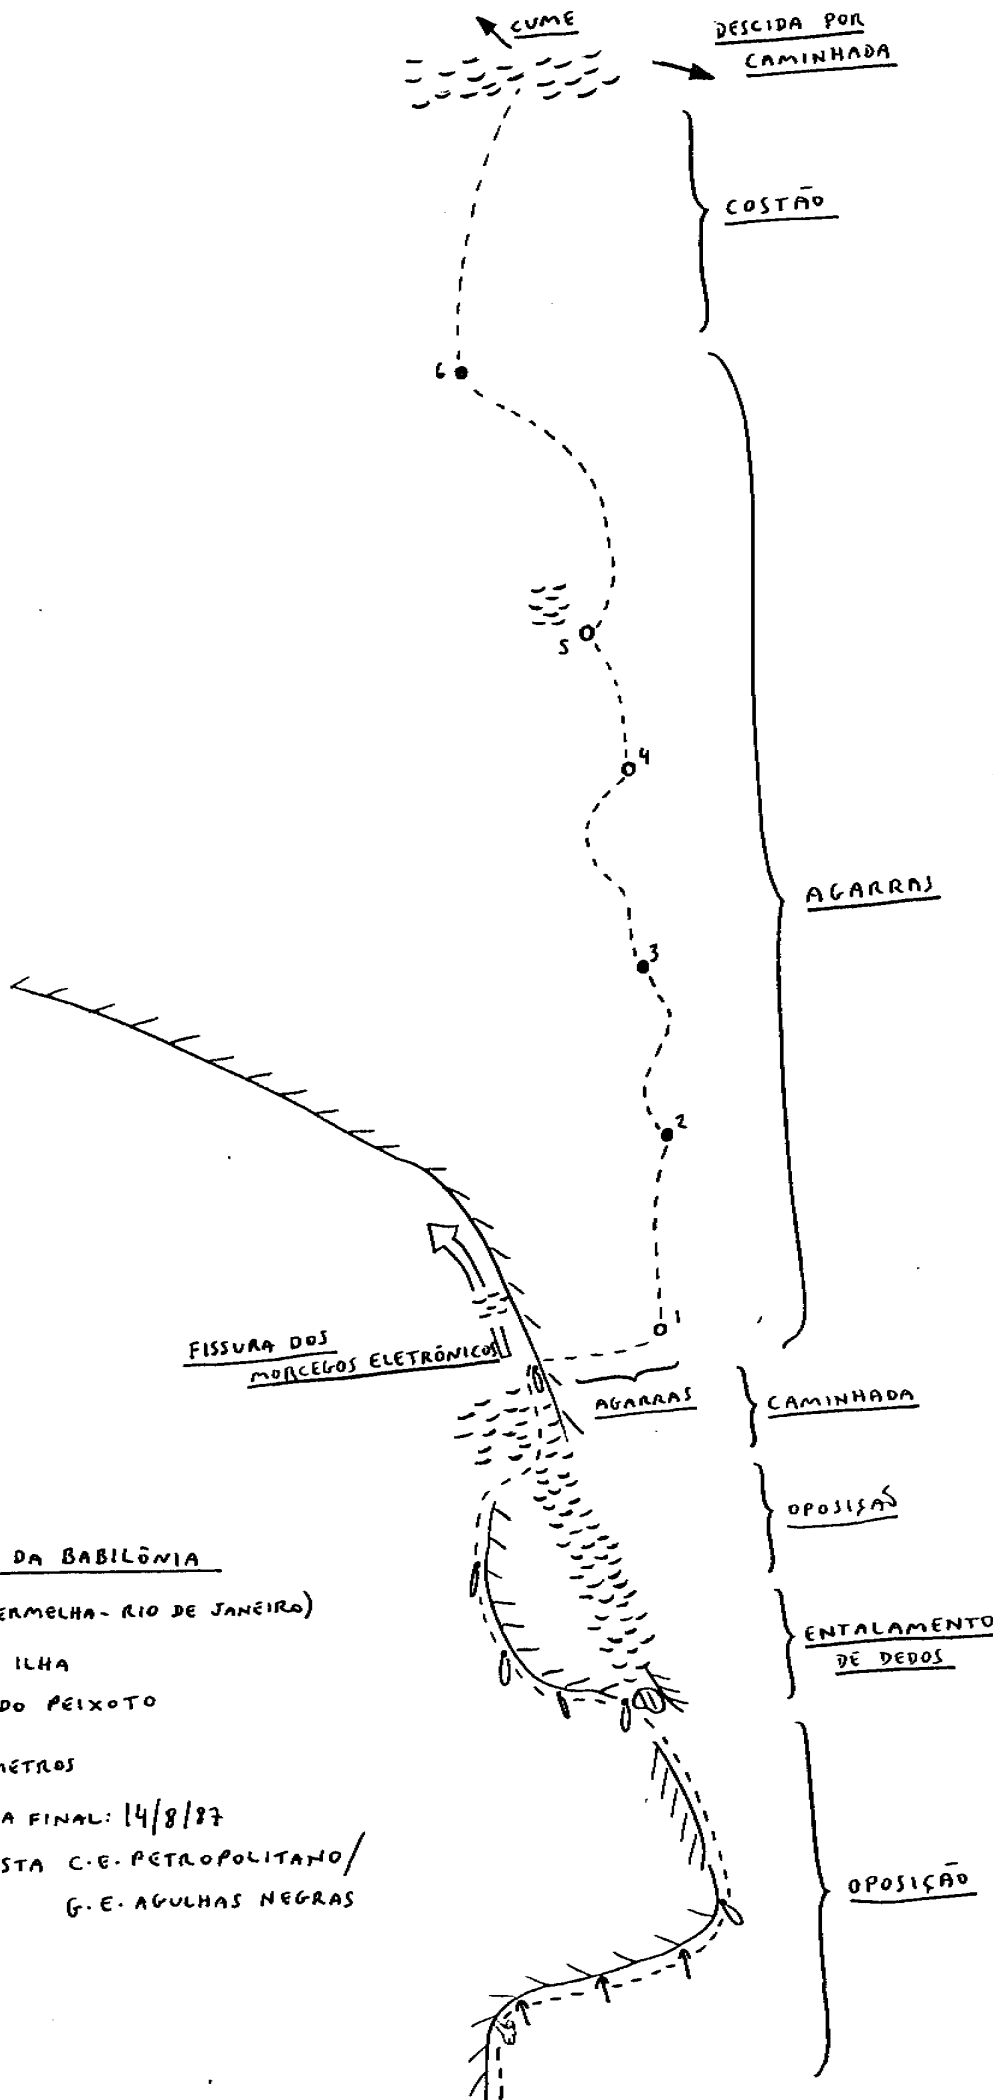 CUME
DESCIDA POR
CAMINHADA
COSTÃO
6
AGARRAS
5
4
3
2
1
FISSURA DOS
MORCEGOS ELETRÔNICOS
AGARRAS
CAMINHADA
OPOSIÇÃO
ENTALAMENTO
DE DEDOS
OPOSIÇÃO
DA BABILÔNIA
ERMELHA - RIO DE JANEIRO)
ILHA
DO PEIXOTO
METROS
A FINAL: 14/8/87
STA C.E. PETROPOLITANO/
G.E. AGULHAS NEGRAS